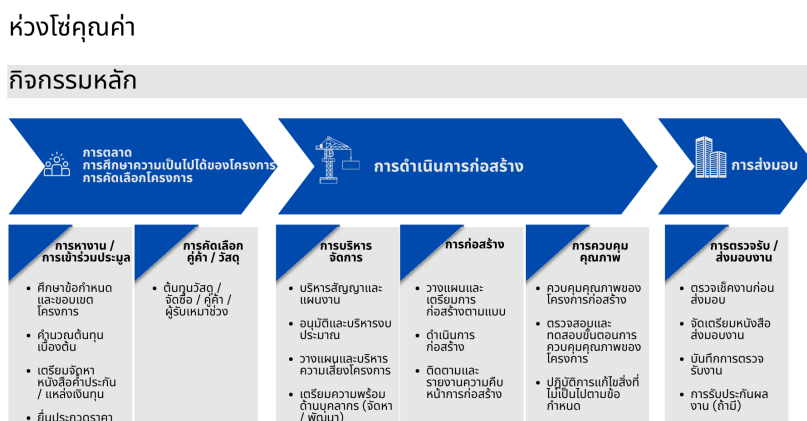 ห่วงโซ่คุณค่า
กิจกรรมหลัก
การตลาด
การศึกษาความเป็นไปได้ของโครงการ
การคัดเลือกโครงการ
การดำเนินการก่อสร้าง
การส่งมอบ
การหางาน /
การเข้าร่วมประมูล
• ศึกษาข้อกำหนด
และขอบเขต
โครงการ
• คำนวณต้นทุน
เบื้องต้น
• เตรียมจัดหา
หนังสือค้ำประกัน
/ แหล่งเงินทุน
• ยื่นประกวดราคา
การคัดเลือก
คู่ค้า / วัสดุ
• ต้นทุนวัสดุ /
จัดซื้อ / คู่ค้า /
ผู้รับเหมาช่วง
การบริหาร
จัดการ
• บริหารสัญญาและ
แผนงาน
• อนุมัติและบริหารงบ
ประมาณ
• วางแผนและบริหาร
ความเสี่ยงโครงการ
• เตรียมความพร้อม
ด้านบุคลากร (จัดหา
/ พัฒนา)
การก่อสร้าง
• วางแผนและ
เตรียมการ
ก่อสร้างตามแบบ
• ดำเนินการ
ก่อสร้าง
• ติดตามและ
รายงานความคืบ
หน้าการก่อสร้าง
การควบคุม
คุณภาพ
• ควบคุมคุณภาพของ
โครงการก่อสร้าง
• ตรวจสอบและ
ทดสอบขั้นตอนการ
ควบคุมคุณภาพของ
โครงการ
• ปฏิบัติการแก้ไขสิ่งที่
ไม่เป็นไปตามข้อ
กำหนด
การตรวจรับ /
ส่งมอบงาน
• ตรวจเช็คงานก่อน
ส่งมอบ
• จัดเตรียมหนังสือ
ส่งมอบงาน
• บันทึกการตรวจ
รับงาน
• การรับประกันผล
งาน (ถ้ามี)